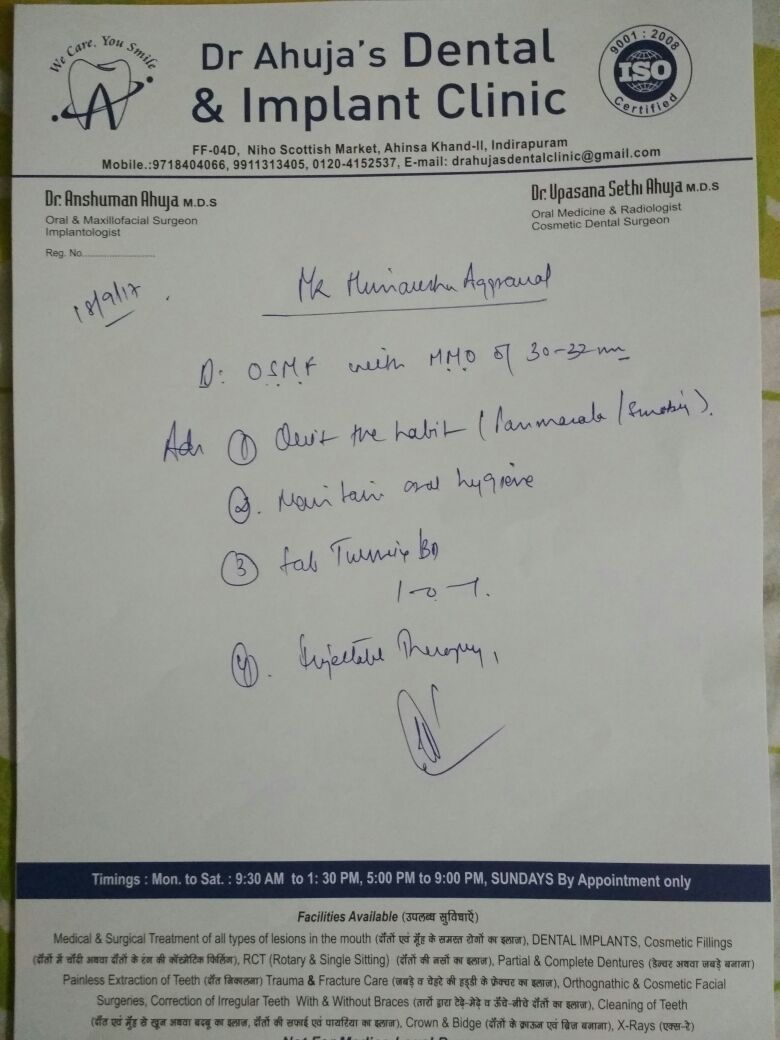 We Care, You Smile
A
Dr Ahuja's Dental
& Implant Clinic
9001 : 2008
ISO
Certified
FF-04D, Niho Scottish Market, Ahinsa Khand-II, Indirapuram
Mobile.:9718404066, 9911313405, 0120-4152537, E-mail: drahujasdentalclinic@gmail.com
Dr. Anshuman Ahuja M.D.S
Oral & Maxillofacial Surgeon
Implantologist
Reg. No.
Dr. Upasana Sethi Ahuja M.D.S
Oral Medicine & Radiologist
Cosmetic Dental Surgeon
18/9/17
Mr Aggrawal
D: OSMF with MMO of 30-32 mm
Adv ① Quit the habit (Panmasala / Smoking).
②. Maintain oral hygiene
③ Tab BD
1-0-1.
④. Injectable Therapy,
Timings : Mon. to Sat. : 9:30 AM to 1: 30 PM, 5:00 PM to 9:00 PM, SUNDAYS By Appointment only
Facilities Available (उपलब्ध सुविधाएँ)
Medical & Surgical Treatment of all types of lesions in the mouth (दाँतों एवं मुँह के समस्त रोगों का इलाज), DENTAL IMPLANTS, Cosmetic Fillings
(दाँतों में चाँदी अथवा दाँतों के रंग की कॉस्मेटिक फिलिंग), RCT (Rotary & Single Sitting) (दाँतों की नसों का इलाज), Partial & Complete Dentures (डेन्चर अथवा जबड़े बनाना)
Painless Extraction of Teeth (दाँत निकालना) Trauma & Fracture Care (जबड़े व चेहरे की हड्डी के फ्रेक्चर का इलाज), Orthognathic & Cosmetic Facial
Surgeries, Correction of Irregular Teeth With & Without Braces (तारों द्वारा टेढ़े-मेढ़े व ऊँचे-नीचे दाँतों का इलाज), Cleaning of Teeth
(दाँत एवं मुँह से खून अथवा बदबू का इलाज, दाँतों की सफाई एवं पायरिया का इलाज), Crown & Bidge (दाँतों के क्राऊन एवं ब्रिज बनाना), X-Rays (एक्स-रे)